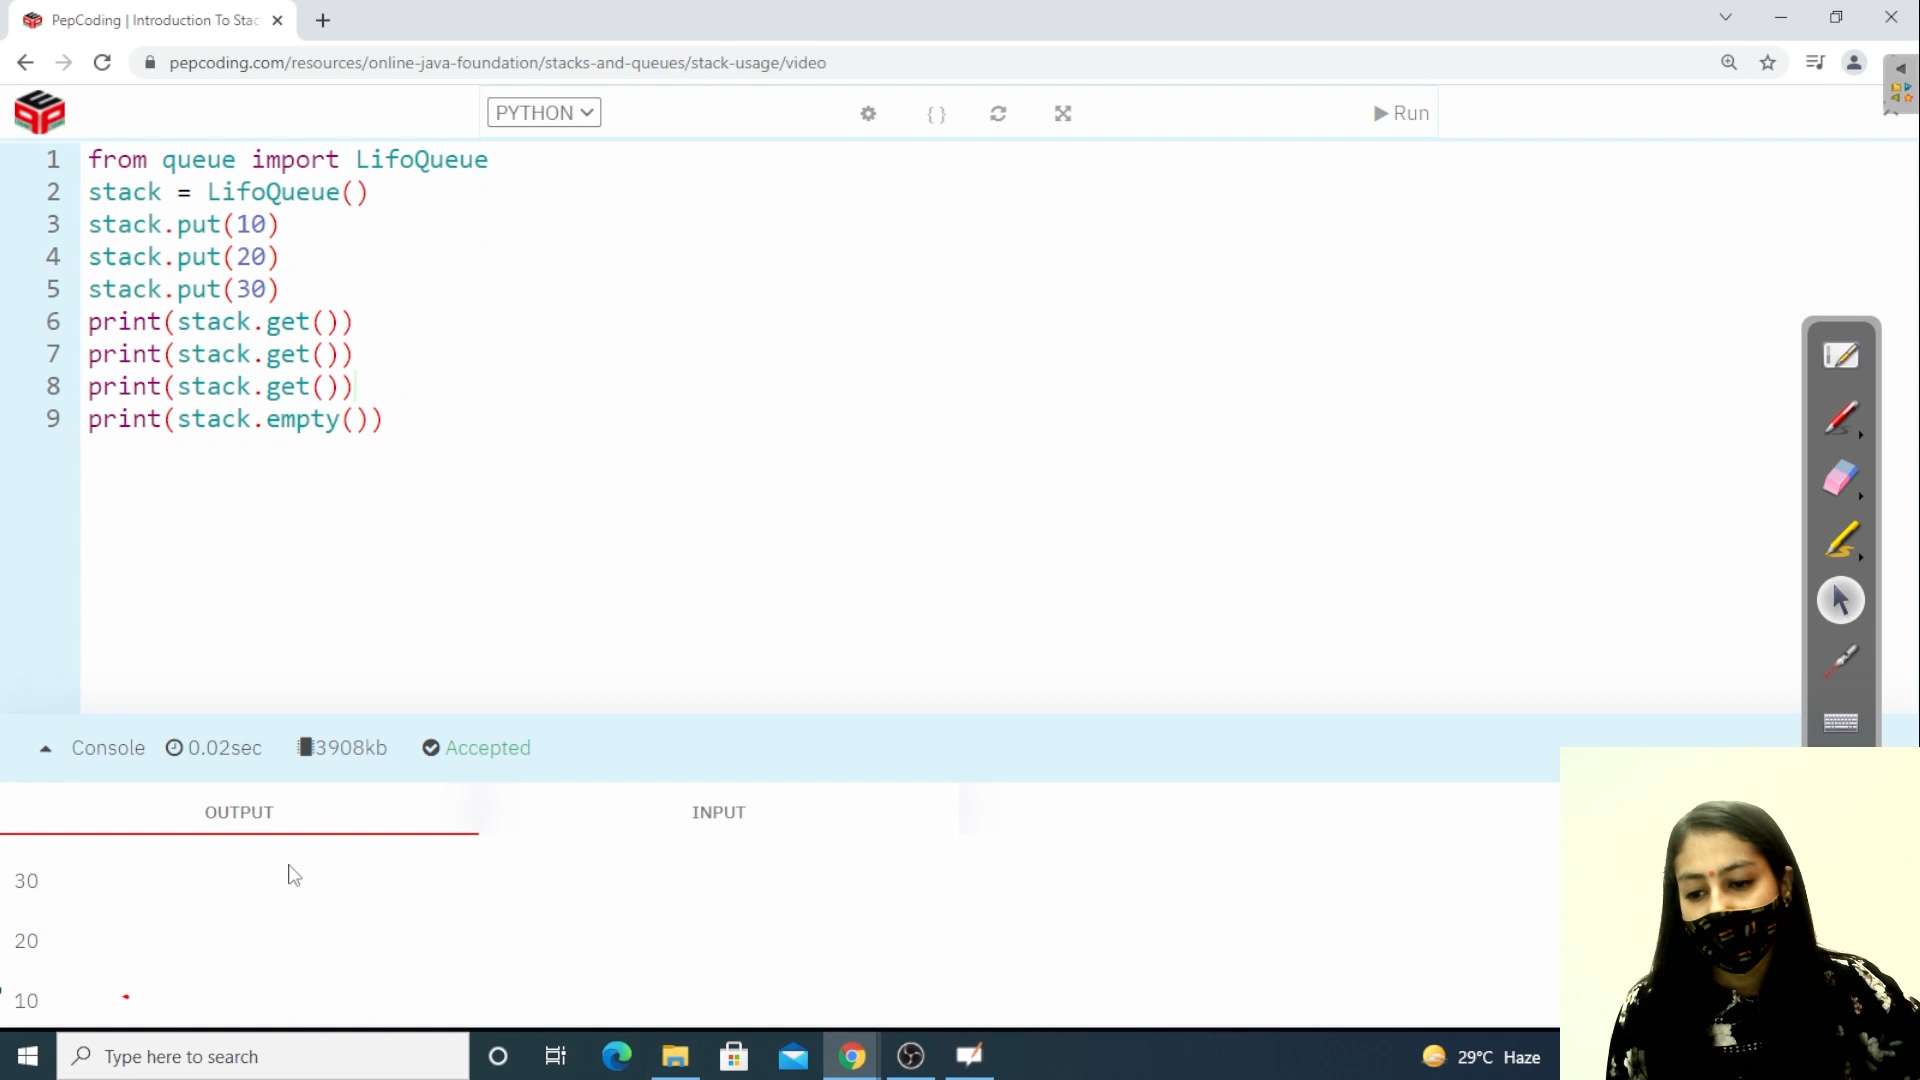 PepCoding | Introduction To Stac
pepcoding.com/resources/online-java-foundation/stacks-and-queues/stack-usage/video
PYTHON
{ }
Run
1 from queue import LifoQueue
2 stack = LifoQueue()
3 stack.put(10)
4 stack.put(20)
5 stack.put(30)
6 print(stack.get())
7 print(stack.get())
8 print(stack.get())
9 print(stack.empty())
Console 0.02sec 3908kb Accepted
OUTPUT INPUT
30
20
10
Type here to search
29°C Haze